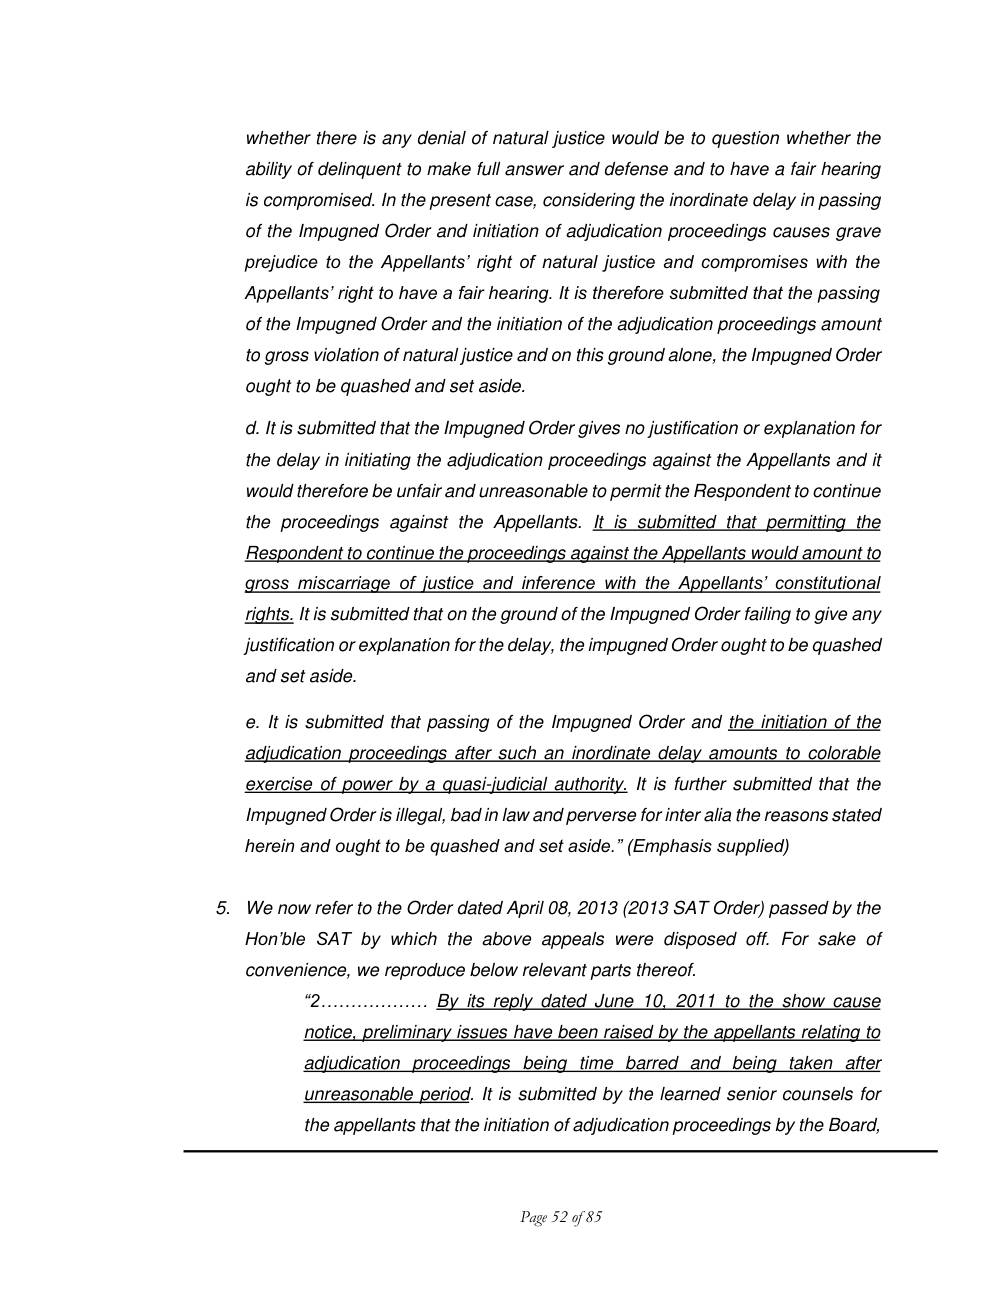 whether there is any denial of natural justice would be to question whether the
ability of delinquent to make full answer and defense and to have a fair hearing
is compromised. In the present case, considering the inordinate delay in passing
of the Impugned Order and initiation of adjudication proceedings causes grave
prejudice to the Appellants’ right of natural justice and compromises with the
Appellants’ right to have a fair hearing. It is therefore submitted that the passing
of the Impugned Order and the initiation of the adjudication proceedings amount
to gross violation of natural justice and on this ground alone, the Impugned Order
ought to be quashed and set aside.
d. It is submitted that the Impugned Order gives no justification or explanation for
the delay in initiating the adjudication proceedings against the Appellants and it
would therefore be unfair and unreasonable to permit the Respondent to continue
the proceedings against the Appellants. It is submitted that permitting the
Respondent to continue the proceedings against the Appellants would amount to
gross miscarriage of justice and inference with the Appellants’ constitutional
rights. It is submitted that on the ground of the Impugned Order failing to give any
justification or explanation for the delay, the impugned Order ought to be quashed
and set aside.
e. It is submitted that passing of the Impugned Order and the initiation of the
adjudication proceedings after such an inordinate delay amounts to colorable
exercise of power by a quasi-judicial authority. It is further submitted that the
Impugned Order is illegal, bad in law and perverse for inter alia the reasons stated
herein and ought to be quashed and set aside.” (Emphasis supplied)
5. We now refer to the Order dated April 08, 2013 (2013 SAT Order) passed by the
Hon’ble SAT by which the above appeals were disposed off. For sake of
convenience, we reproduce below relevant parts thereof.
“2……………… By its reply dated June 10, 2011 to the show cause
notice, preliminary issues have been raised by the appellants relating to
adjudication proceedings being time barred and being taken after
unreasonable period. It is submitted by the learned senior counsels for
the appellants that the initiation of adjudication proceedings by the Board,
Page 52 of 85